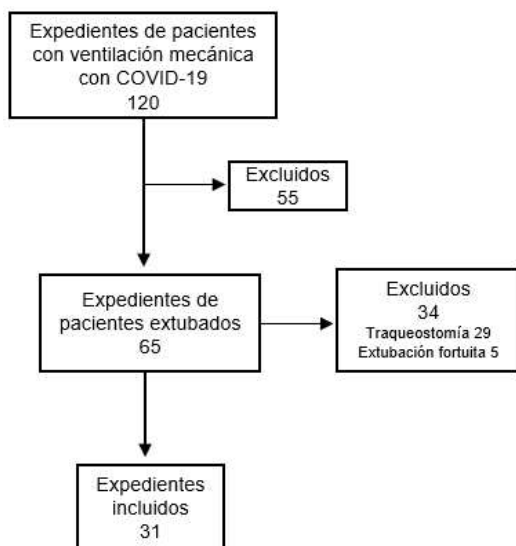 Expedientes de pacientes
con ventilación mecánica
con COVID-19
120
Excluidos
55
Expedientes de
pacientes extubados
65
Excluidos
34
Traqueostomía 29
Extubación fortuita 5
Expedientes
incluidos
31